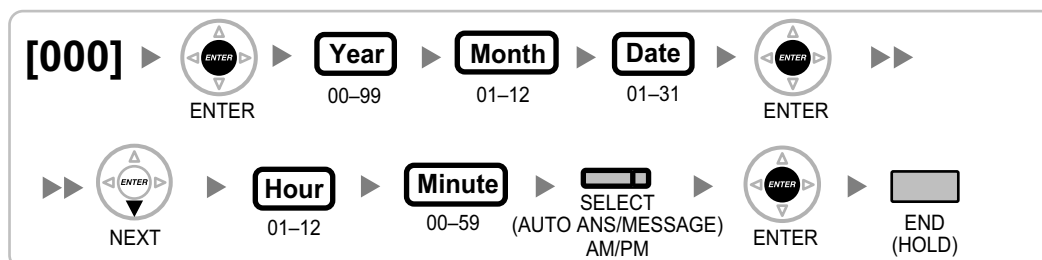 [000] ENTER Year Month Date ENTER
00–99 01–12 01–31
ENTER ENTER
ENTER Hour Minute ENTER
SELECT
01–12 00–59 (AUTO ANS/MESSAGE) END
NEXT AM/PM ENTER (HOLD)